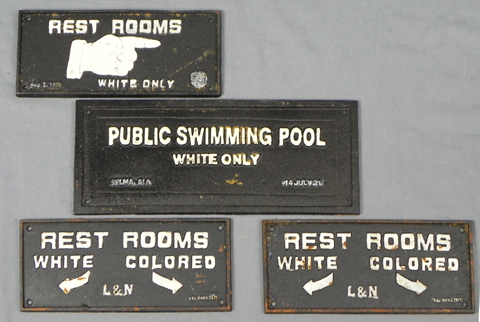 REST ROOMS
WHITE ONLY
PUBLIC SWIMMING POOL
WHITE ONLY
SELMA, ALA
REST ROOMS
WHITE COLORED
L&N
REST ROOMS
WHITE COLORED
L&N